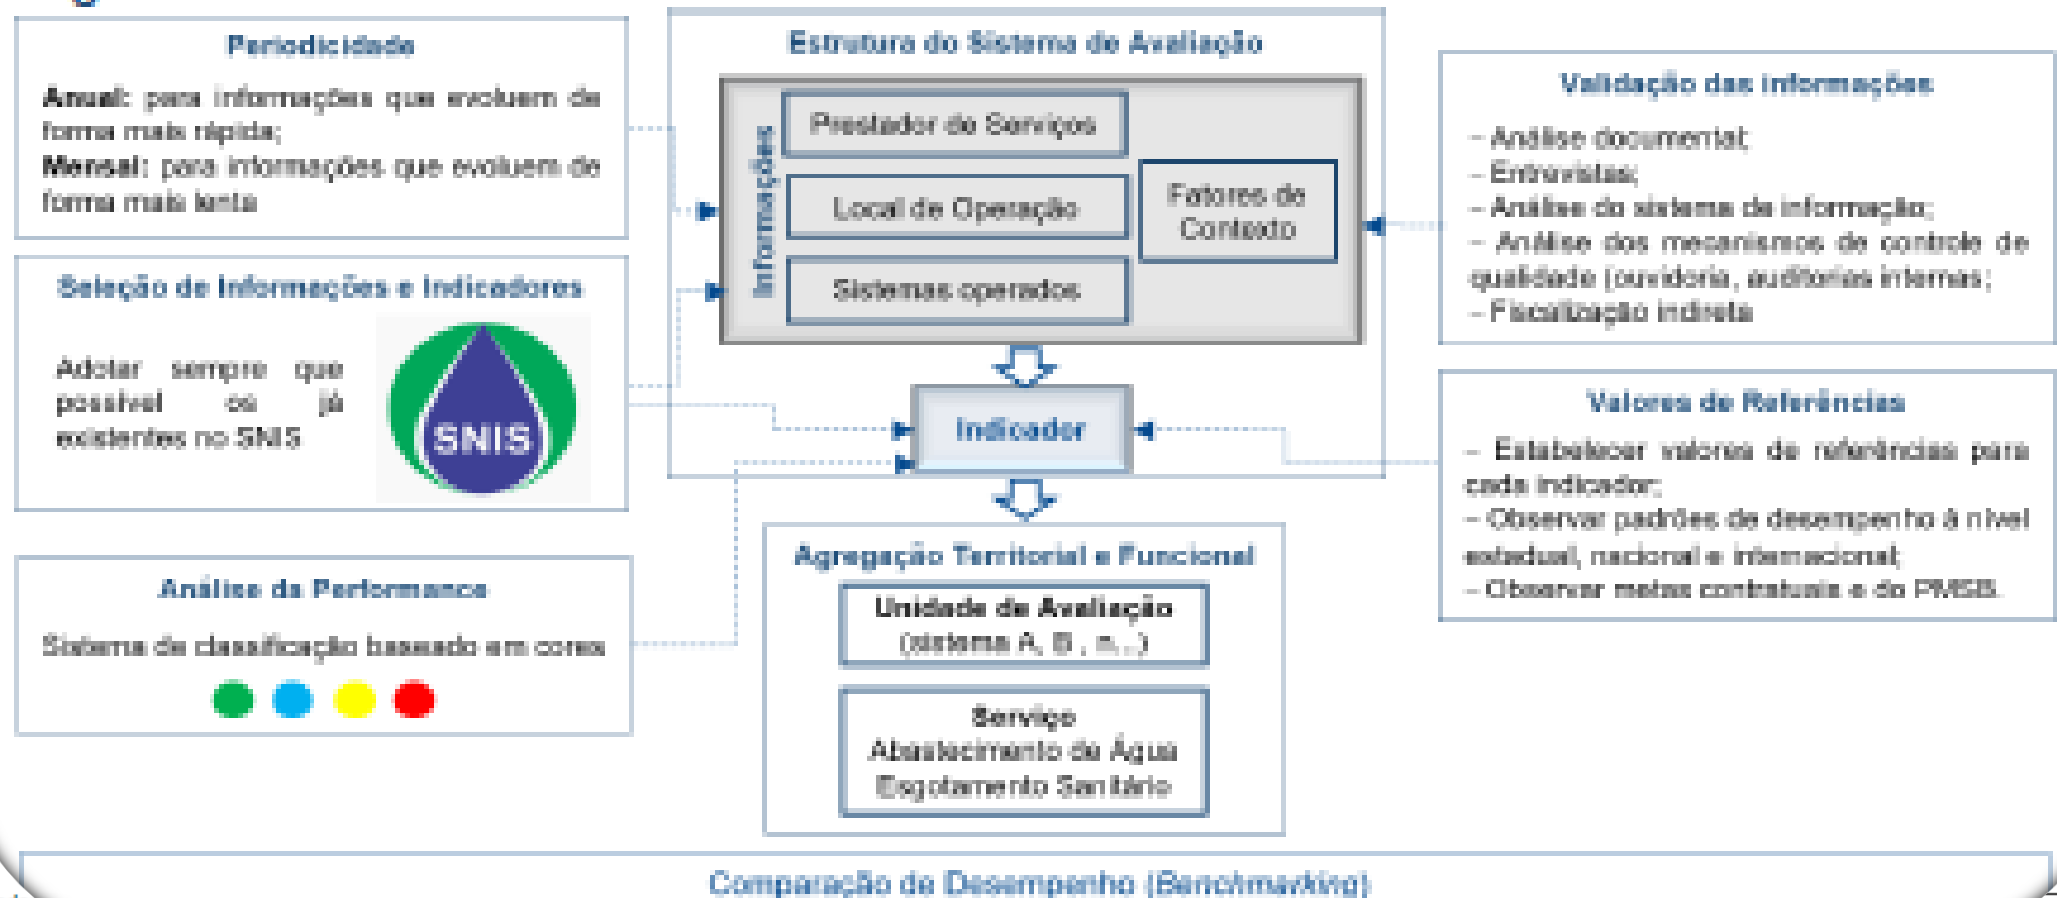 Periodicidade
Anual: para informações que evoluem de
forma mais rápida;
Mensal: para informações que evoluem de
forma mais lenta
Seleção de Informações e Indicadores
Adotar sempre que
possível os já
existentes no SNIS
SNIS
Análise da Performance
Sistema de classificação baseado em cores
Estrutura do Sistema de Avaliação
Informações
Prestador de Serviços
Local de Operação
Sistemas operados
Fatores de
Contexto
Indicador
Agregação Territorial e Funcional
Unidade de Avaliação
(sistema A, B , n...)
Serviço
Abastecimento de Água
Esgotamento Sanitário
Validação das Informações
– Análise documental;
– Entrevistas;
– Análise do sistema de informação;
– Análise dos mecanismos de controle de
qualidade (ouvidoria, auditorias internas;
– Fiscalização indireta
Valores de Referências
– Estabelecer valores de referências para
cada indicador;
– Observar padrões de desempenho à nível
estadual, nacional e internacional;
– Observar metas contratuais e do PMSB.
Comparação de Desempenho (Benchmarking)